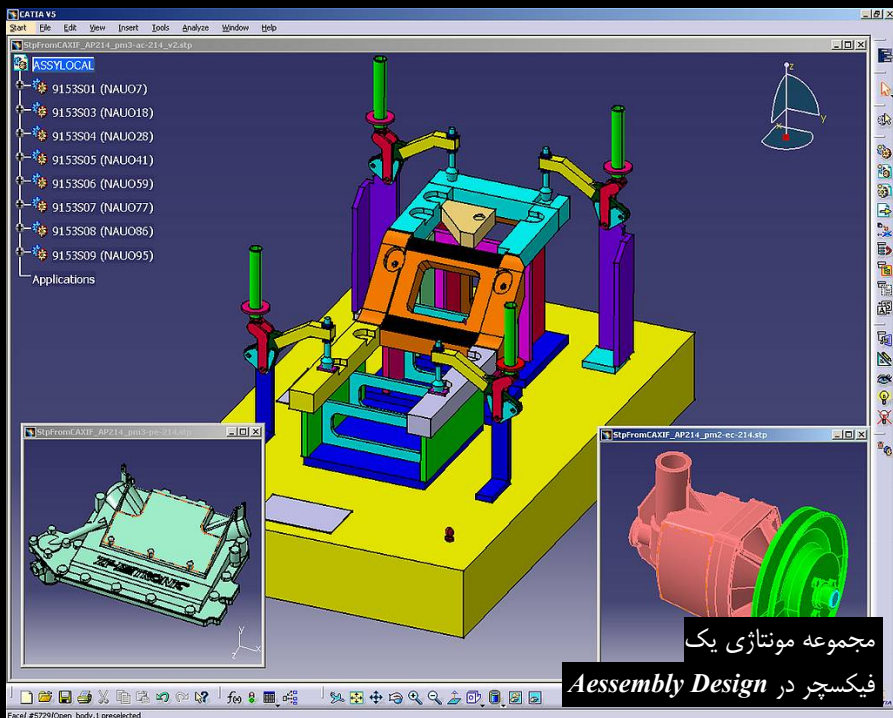 CATIA V5
Start File Edit View Insert Tools Analyze Window Help
StpFromCAXIF_AP214_pm3-ac-214_v2.stp
ASSYLOCAL
9153S01 (NAUO7)
9153S03 (NAUO18)
9153S04 (NAUO28)
9153S05 (NAUO41)
9153S06 (NAUO59)
9153S07 (NAUO77)
9153S08 (NAUO86)
9153S09 (NAUO95)
Applications
z
y
x
StpFromCAXIF_AP214_pm3-pe-214.stp
y
x
z
StpFromCAXIF_AP214_pm2-ec-214.stp
مجموعه مونتاژی یک
فیکسچر در Aessembly Design
f(x)
Face/ #5729/Open_body.1 preselected